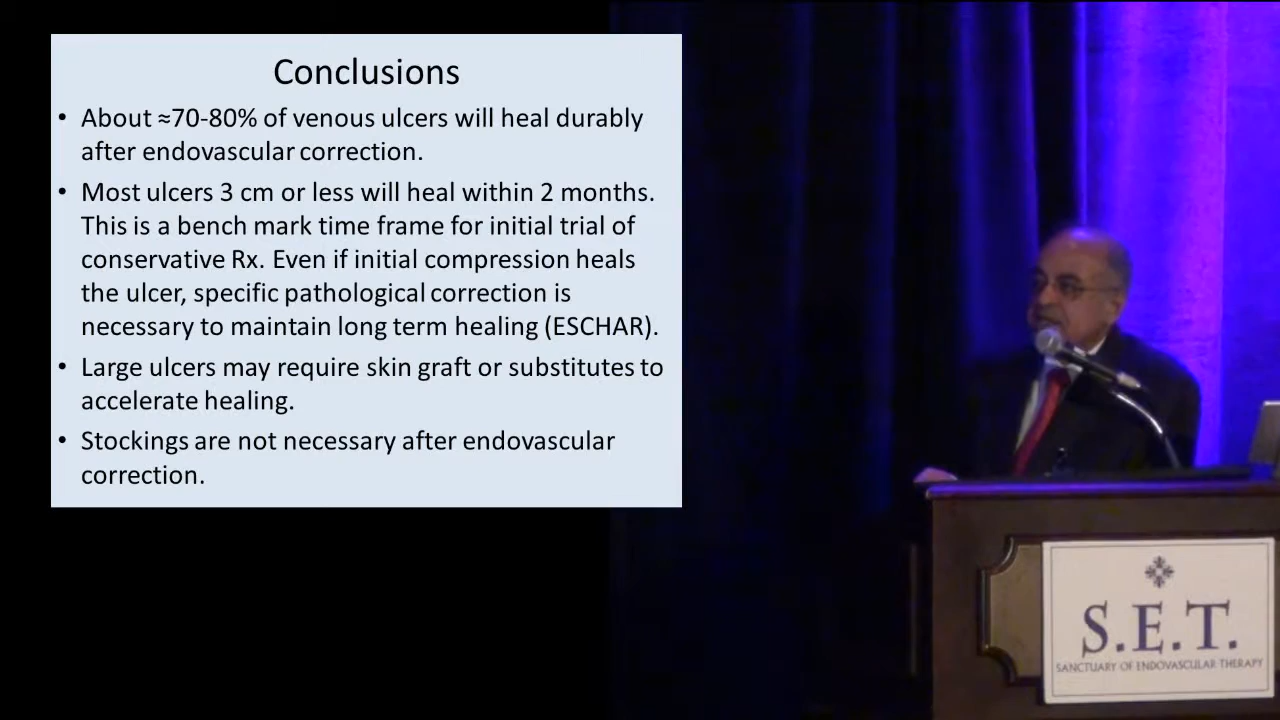 Conclusions
• About ≈70-80% of venous ulcers will heal durably
after endovascular correction.
• Most ulcers 3 cm or less will heal within 2 months.
This is a bench mark time frame for initial trial of
conservative Rx. Even if initial compression heals
the ulcer, specific pathological correction is
necessary to maintain long term healing (ESCHAR).
• Large ulcers may require skin graft or substitutes to
accelerate healing.
• Stockings are not necessary after endovascular
correction.
S.E.T.
SANCTUARY OF ENDOVASCULAR THERAPY